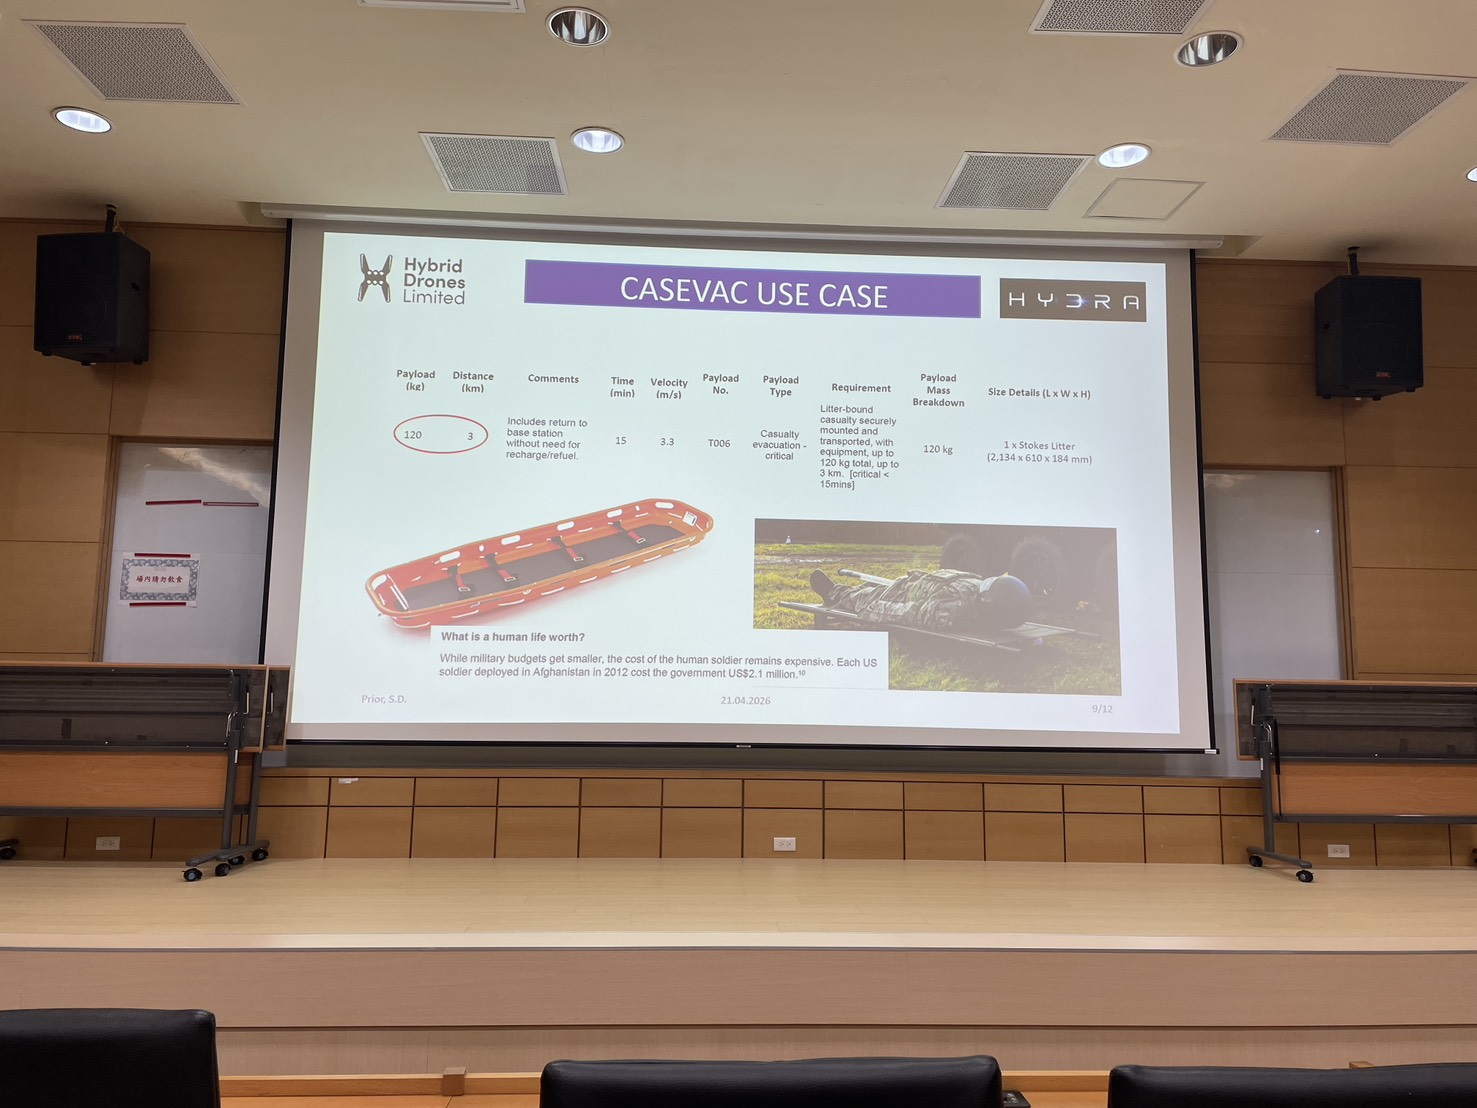 Hybrid
Drones
Limited
CASEVAC USE CASE
HYDRA
Payload
(kg)
Distance
(km)
Comments
Time
(min)
Velocity
(m/s)
Payload
No.
Payload
Type
Requirement
Payload
Mass
Breakdown
Size Details (L x W x H)
120
3
Includes return to
base station
without need for
recharge/refuel.
15
3.3
T006
Casualty
evacuation -
critical
Litter-bound
casualty securely
mounted and
transported, with
equipment, up to
120 kg total, up to
3 km. [critical <
15mins]
120 kg
1 x Stokes Litter
(2,134 x 610 x 184 mm)
What is a human life worth?
While military budgets get smaller, the cost of the human soldier remains expensive. Each US
soldier deployed in Afghanistan in 2012 cost the government US$2.1 million.¹⁰
Prior, S.D.
21.04.2026
9/12
場內請勿飲食